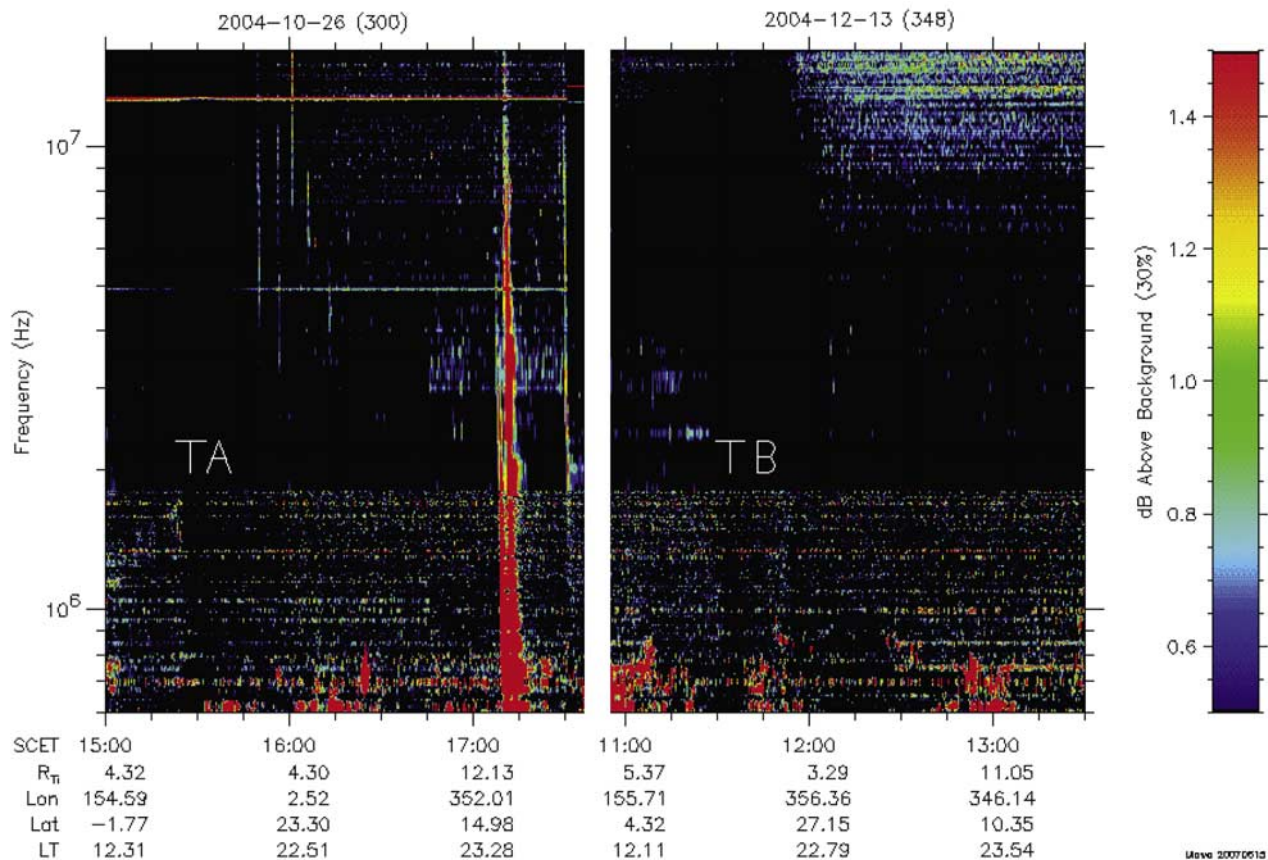 2004-10-26 (300)
2004-12-13 (348)
1.4
10^7
1.2
Frequency (Hz)
1.0
dB Above Background (30%)
TA
TB
0.8
10^6
0.6
SCET 15:00 16:00 17:00 11:00 12:00 13:00
R_Ti 4.32 4.30 12.13 5.37 3.29 11.05
Lon 154.59 2.52 352.01 155.71 356.36 346.14
Lat −1.77 23.30 14.98 4.32 27.15 10.35
LT 12.31 22.51 23.28 12.11 22.79 23.54